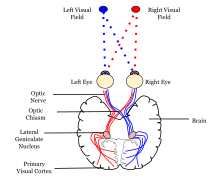 Left Visual
Field
Right Visual
Field
Left Eye
Right Eye
Optic
Nerve
Optic
Chiasm
Brain
Lateral
Geniculate
Nucleus
Primary
Visual Cortex